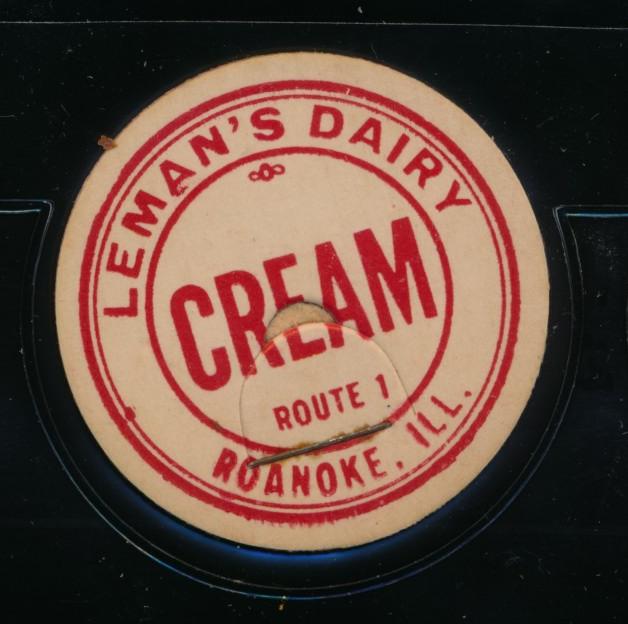 LEMAN'S DAIRY
CREAM
ROUTE 1
ROANOKE, ILL.